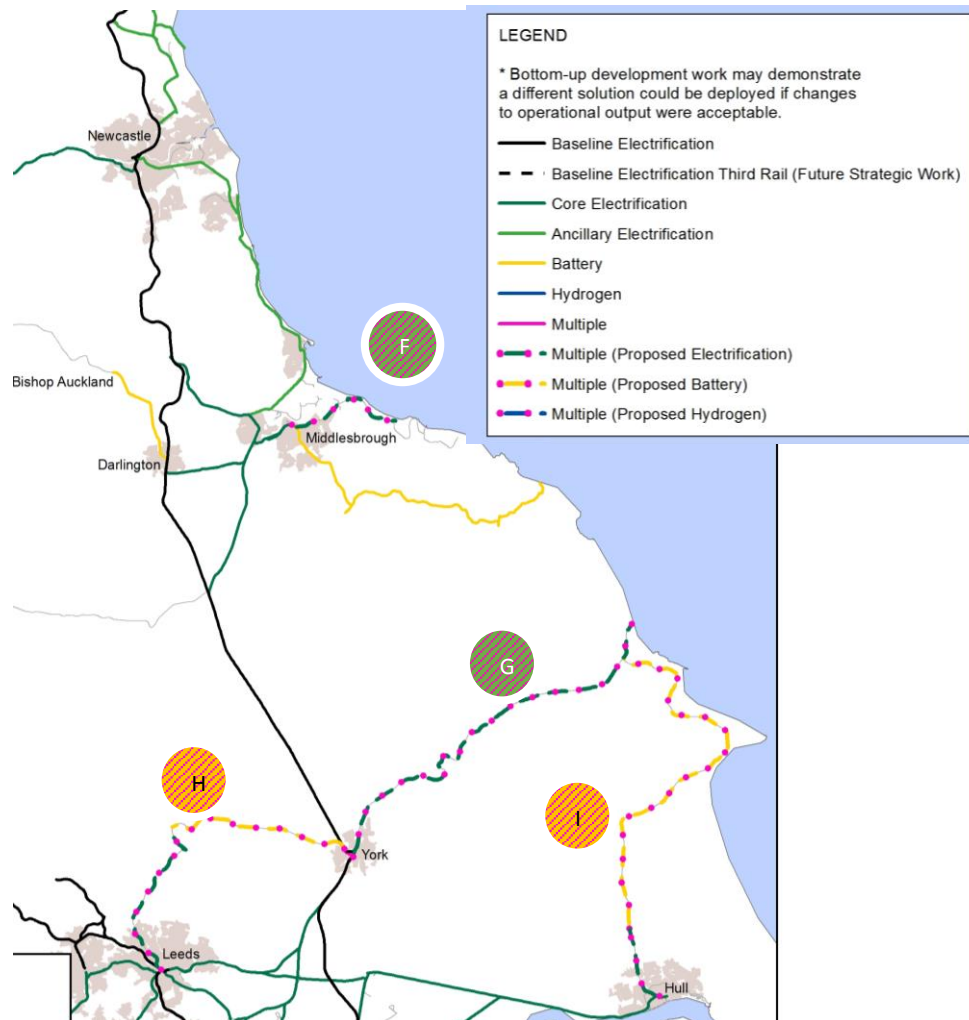 LEGEND
* Bottom-up development work may demonstrate
a different solution could be deployed if changes
to operational output were acceptable.
Baseline Electrification
Baseline Electrification Third Rail (Future Strategic Work)
Core Electrification
Ancillary Electrification
Battery
Hydrogen
Multiple
Multiple (Proposed Electrification)
Multiple (Proposed Battery)
Multiple (Proposed Hydrogen)
Newcastle
F
Bishop Auckland
Middlesbrough
Darlington
G
H
I
York
Leeds
Hull